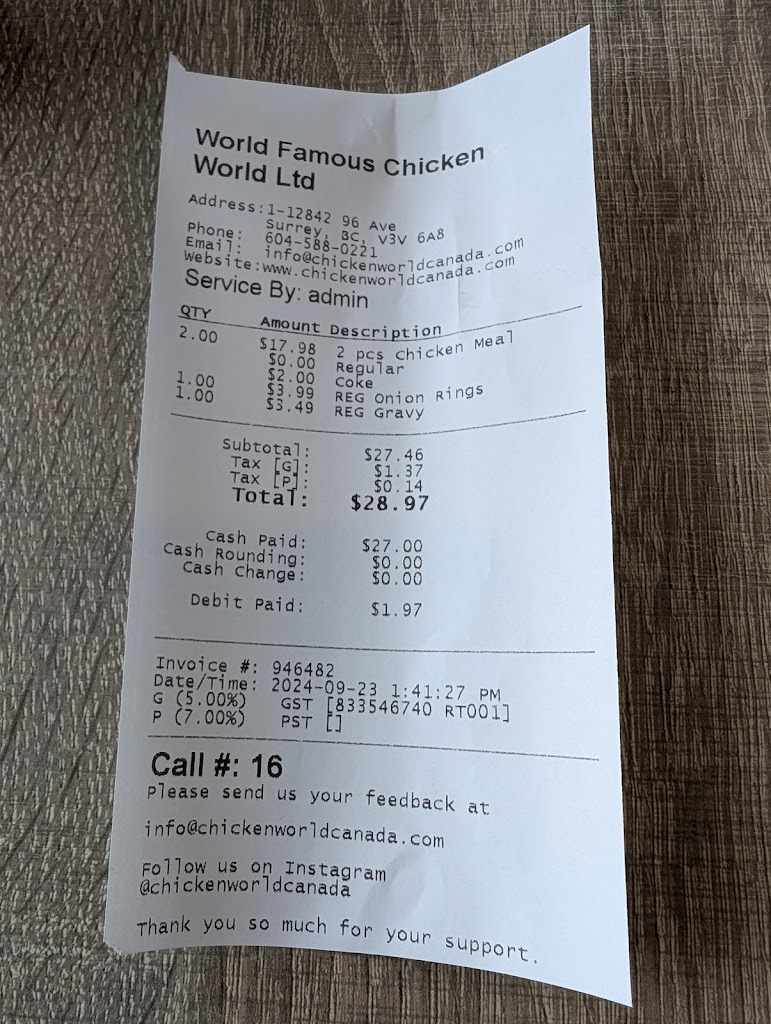 World Famous Chicken
World Ltd
Address:1-12842 96 Ave
Surrey, BC, V3V 6A8
Phone: 604-588-0221
Email: info@chickenworldcanada.com
Website:www.chickenworldcanada.com
Service By: admin
QTY Amount Description
2.00 $17.98 2 pcs Chicken Meal
$0.00 Regular
$2.00 Coke
1.00 $3.99 REG Onion Rings
1.00 $3.49 REG Gravy
Subtotal: $27.46
Tax [G]: $1.37
Tax [P]: $0.14
Total: $28.97
Cash Paid: $27.00
Cash Rounding: $0.00
Cash Change: $0.00
Debit Paid: $1.97
Invoice #: 946482
Date/Time: 2024-09-23 1:41:27 PM
G (5.00%) GST [833546740 RT001]
P (7.00%) PST []
Call #: 16
Please send us your feedback at
info@chickenworldcanada.com
Follow us on Instagram
@chickenworldcanada
Thank you so much for your support.